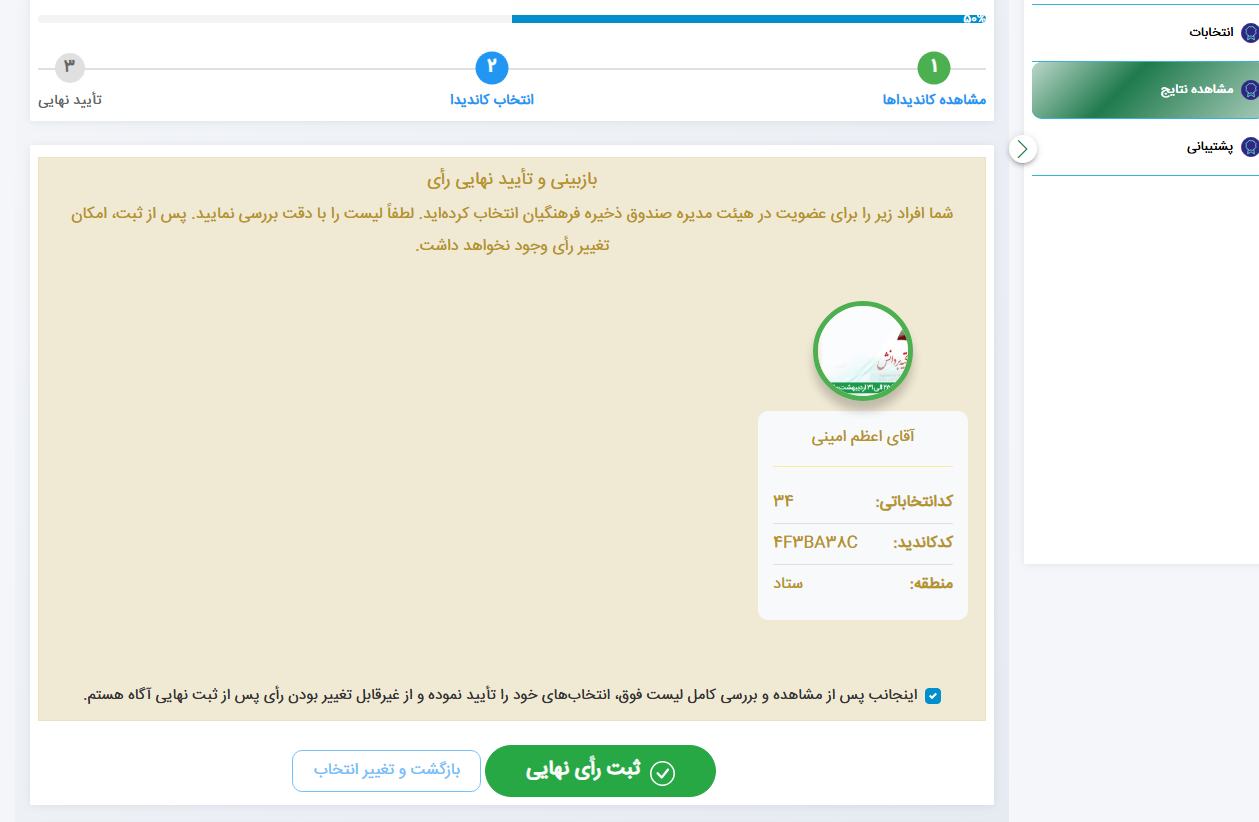 ۵۰%
۱
۲
۳
مشاهده کاندیداها
انتخاب کاندیدا
تأیید نهایی
انتخابات
مشاهده نتایج
پشتیبانی
بازبینی و تأیید نهایی رأی
شما افراد زیر را برای عضویت در هیئت مدیره صندوق ذخیره فرهنگیان انتخاب کرده‌اید. لطفاً لیست را با دقت بررسی نمایید. پس از ثبت، امکان
تغییر رأی وجود نخواهد داشت.
آقای اعظم امینی
کدانتخاباتی: ۳۴
کدکاندید: ۴F۳BA۳۸C
منطقه: ستاد
اینجانب پس از مشاهده و بررسی کامل لیست فوق، انتخاب‌های خود را تأیید نموده و از غیرقابل تغییر بودن رأی پس از ثبت نهایی آگاه هستم.
ثبت رأی نهایی
بازگشت و تغییر انتخاب